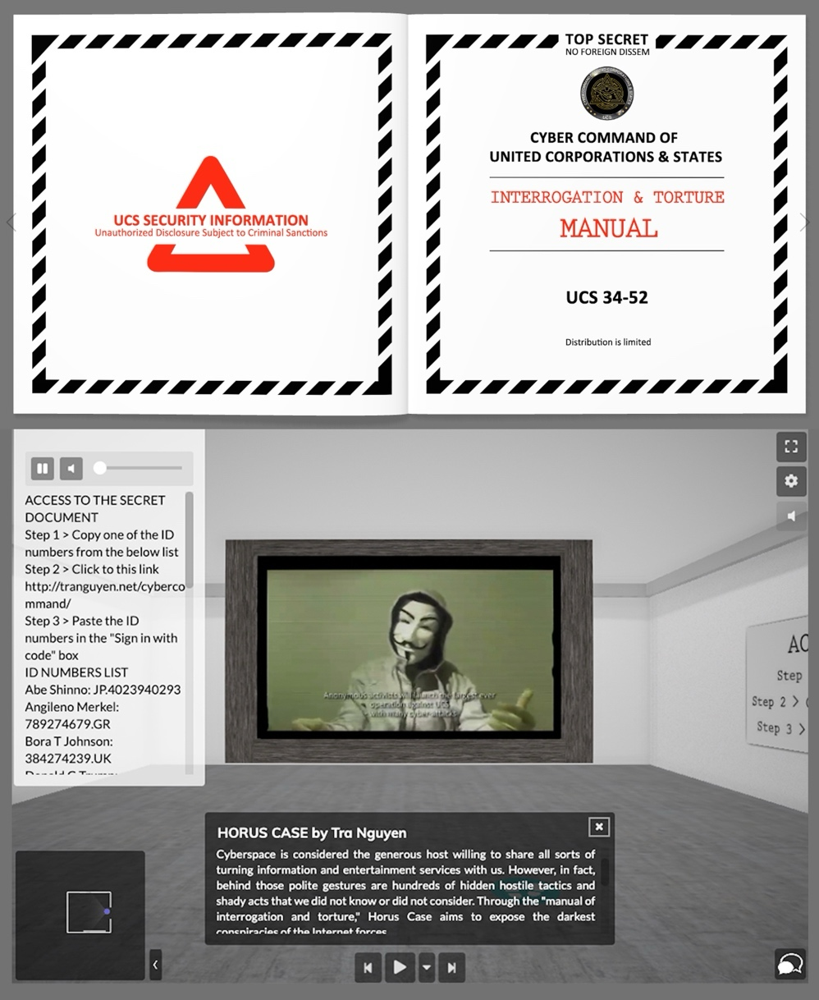 TOP SECRET
NO FOREIGN DISSEM
UCS
CYBER COMMAND OF
UNITED CORPORATIONS & STATES
INTERROGATION & TORTURE
MANUAL
UCS 34-52
Distribution is limited
UCS SECURITY INFORMATION
Unauthorized Disclosure Subject to Criminal Sanctions
ACCESS TO THE SECRET
DOCUMENT
Step 1 > Copy one of the ID
numbers from the below list
Step 2 > Click to this link
http://tranguyen.net/cyberco
mmand/
Step 3 > Paste the ID
numbers in the "Sign in with
code" box
ID NUMBERS LIST
Abe Shinno: JP.4023940293
Angileno Merkel:
789274679.GR
Bora T Johnson:
384274239.UK
Donald C Trump:
Anonymous activists will launch the largest ever
operation against UCS
with many cyber-attacks
AC
Step
Step 2 >
Step 3 >
HORUS CASE by Tra Nguyen
Cyberspace is considered the generous host willing to share all sorts of
turning information and entertainment services with us. However, in fact,
behind those polite gestures are hundreds of hidden hostile tactics and
shady acts that we did not know or did not consider. Through the "manual of
interrogation and torture," Horus Case aims to expose the darkest
conspiracies of the Internet forces